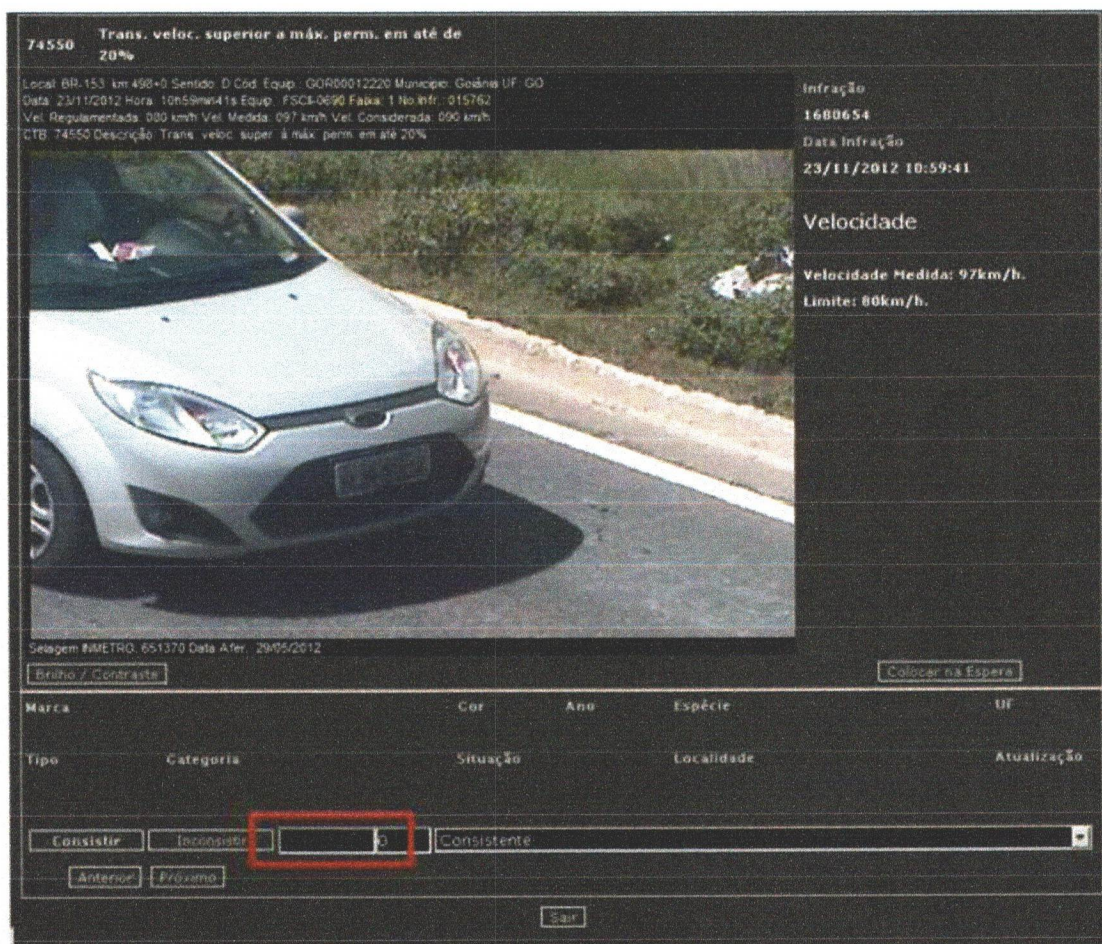 74550 Trans. veloc. superior a máx. perm. em até de
20%
Local: BR-153 km 498+0 Sentido: D Cód. Equip.: GOR00012220 Município: Goiânia UF: GO
Data: 23/11/2012 Hora: 10h59min41s Equip.: FSCII-0690 Faixa: 1 No.Infr.: 015762
Vel. Regulamentada: 080 km/h Vel. Medida: 097 km/h Vel. Considerada: 090 km/h
CTB: 74550 Descrição: Trans. veloc. super. à máx. perm. em até 20%
Infração
1680654
Data Infração
23/11/2012 10:59:41
Velocidade
Velocidade Medida: 97km/h.
Limite: 80km/h.
Selagem INMETRO: 651370 Data Afer.: 29/05/2012
Brilho / Contraste Colocar na Espera
Marca Cor Ano Espécie UF
Tipo Categoria Situação Localidade Atualização
Consistir Inconsistir 0 Consistente
Anterior Próximo
Sair